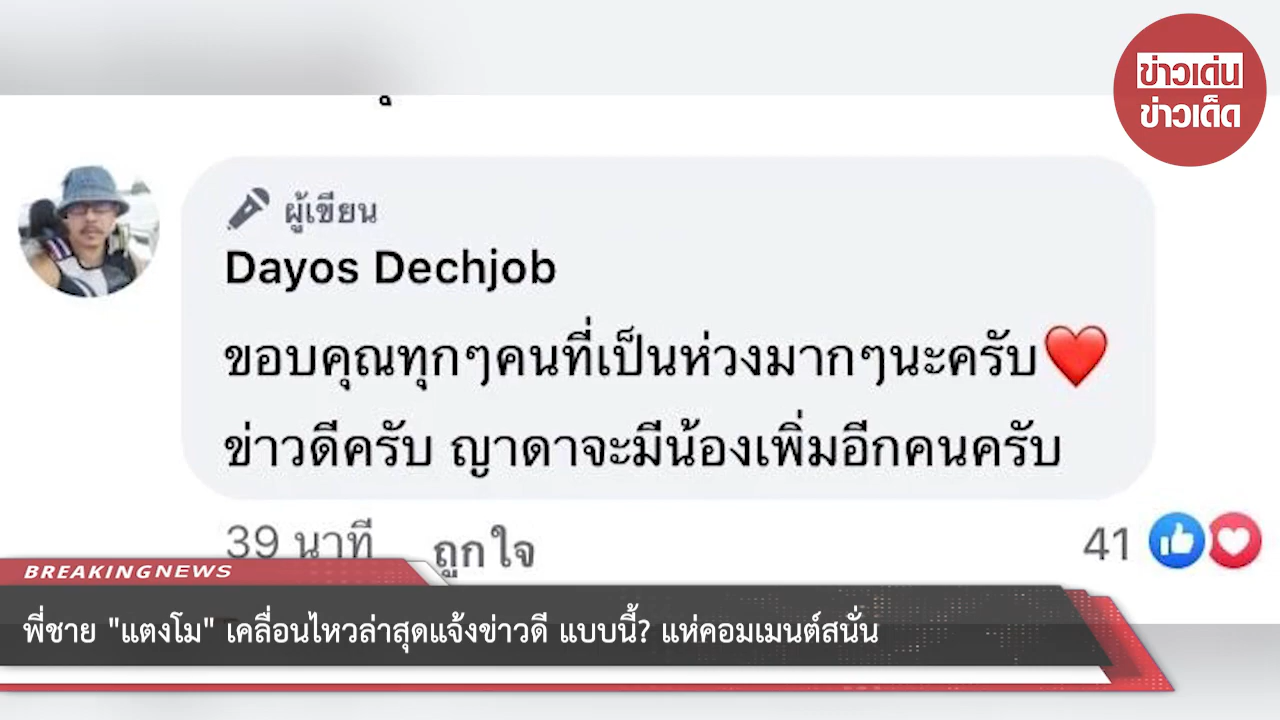 ข่าวเด่น
ข่าวเด็ด
ผู้เขียน
Dayos Dechjob
ขอบคุณทุกๆคนที่เป็นห่วงมากๆนะครับ❤️
ข่าวดีครับ ญาดาจะมีน้องเพิ่มอีกคนครับ
39 นาที ถูกใจ 41
BREAKINGNEWS
พี่ชาย "แตงโม" เคลื่อนไหวล่าสุดแจ้งข่าวดี แบบนี้? แห่คอมเมนต์สนั่น